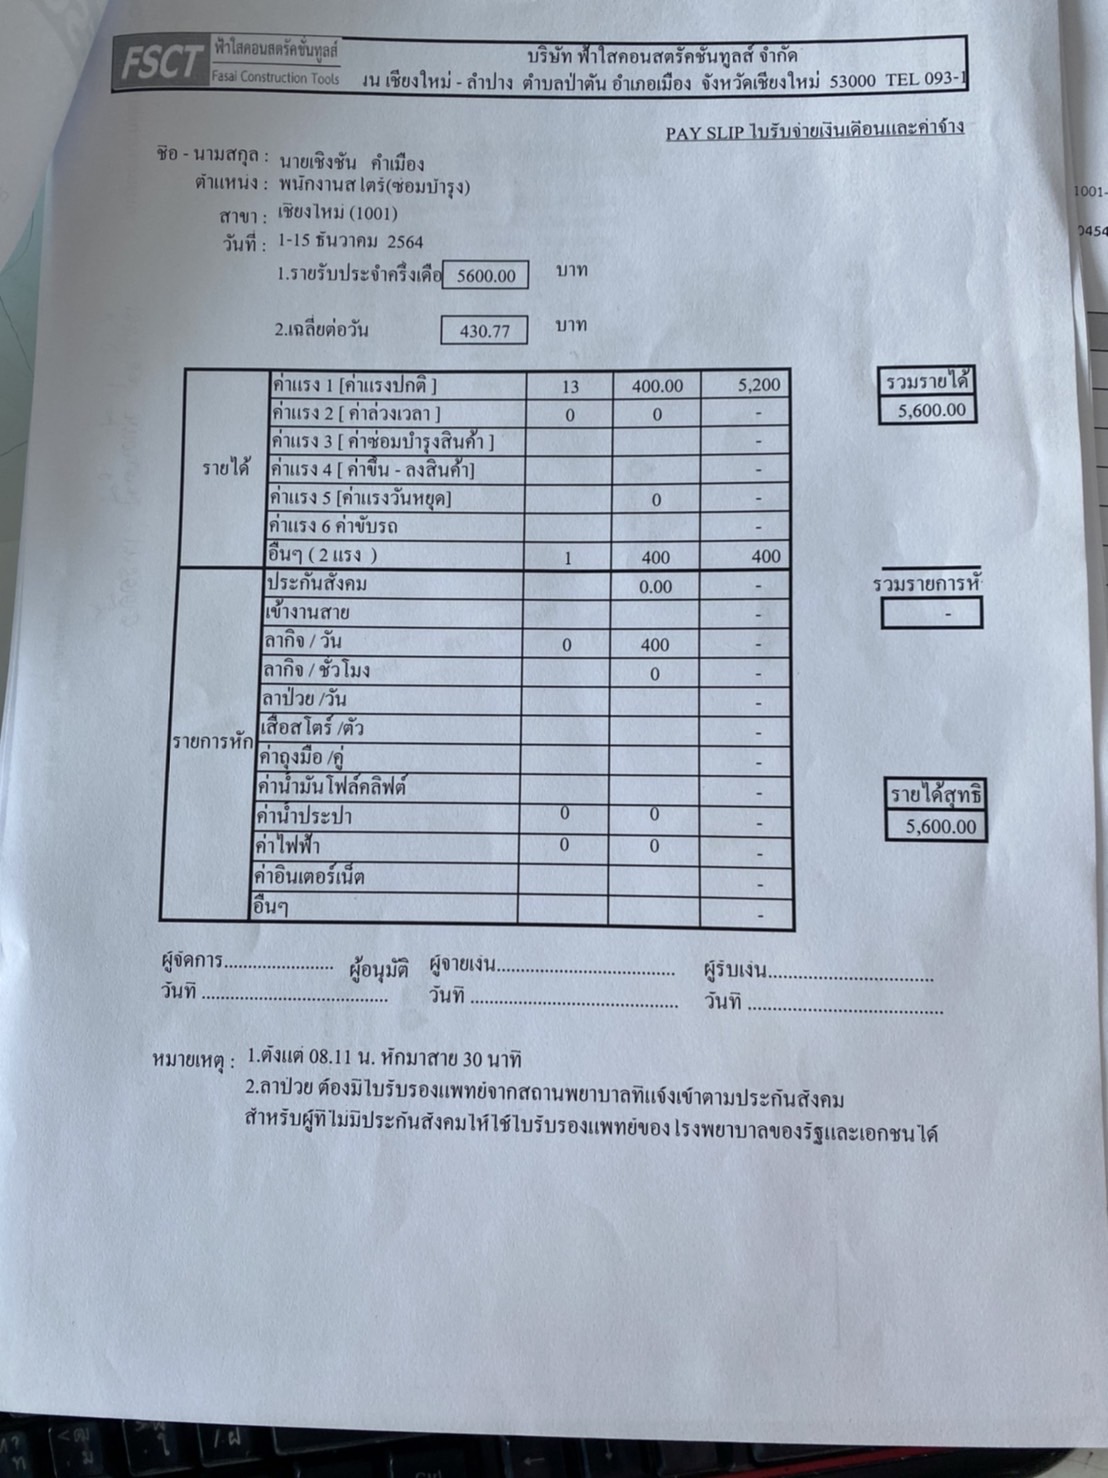 FSCT ฟ้าใสคอนสตรัคชั่นทูลส์
Fasai Construction Tools
บริษัท ฟ้าใสคอนสตรัคชันทูลส์ จำกัด
เชียงใหม่ - ลำปาง ตำบลป่าตัน อำเภอเมือง จังหวัดเชียงใหม่ 53000 TEL 093-1
PAY SLIP ใบรับจ่ายเงินเดือนและค่าจ้าง
ชื่อ - นามสกุล : นายเชิงชัน คำเมือง
ตำแหน่ง : พนักงานสโตร์(ซ่อมบำรุง)
สาขา : เชียงใหม่ (1001)
วันที่ : 1-15 ธันวาคม 2564
1.รายรับประจำครึ่งเดือ 5600.00 บาท
2.เฉลี่ยต่อวัน 430.77 บาท
รายได้
ค่าแรง 1 [ค่าแรงปกติ ] 13 400.00 5,200
ค่าแรง 2 [ ค่าล่วงเวลา ] 0 0 -
ค่าแรง 3 [ ค่าซ่อมบำรุงสินค้า ] -
ค่าแรง 4 [ ค่าขึ้น - ลงสินค้า] -
ค่าแรง 5 [ค่าแรงวันหยุด] 0 -
ค่าแรง 6 ค่าขับรถ -
อื่นๆ ( 2 แรง ) 1 400 400
รวมรายได้
5,600.00
รายการหัก
ประกันสังคม 0.00 -
เข้างานสาย -
ลากิจ / วัน 0 400 -
ลากิจ / ชั่วโมง 0 -
ลาป่วย /วัน -
เสื้อสโตร์ /ตัว -
ค่าถุงมือ /คู่ -
ค่าน้ำมันโฟล์คลิฟต์ -
ค่าน้ำประปา 0 0 -
ค่าไฟฟ้า 0 0 -
ค่าอินเตอร์เน็ต -
อื่นๆ -
รวมรายการหั
-
รายได้สุทธิ
5,600.00
ผู้จัดการ...................... ผู้อนุมัติ ผู้จ่ายเงิน...................................... ผู้รับเงิน...................................
วันที่ ....................................... วันที่ ............................................ วันที่ .........................................
หมายเหตุ : 1.ตั้งแต่ 08.11 น. หักมาสาย 30 นาที
2.ลาป่วย ต้องมีใบรับรองแพทย์จากสถานพยาบาลที่แจ้งเข้าตามประกันสังคม
สำหรับผู้ที่ไม่มีประกันสังคมให้ใช้ใบรับรองแพทย์ของโรงพยาบาลของรัฐและเอกชนได้
1001-
0454